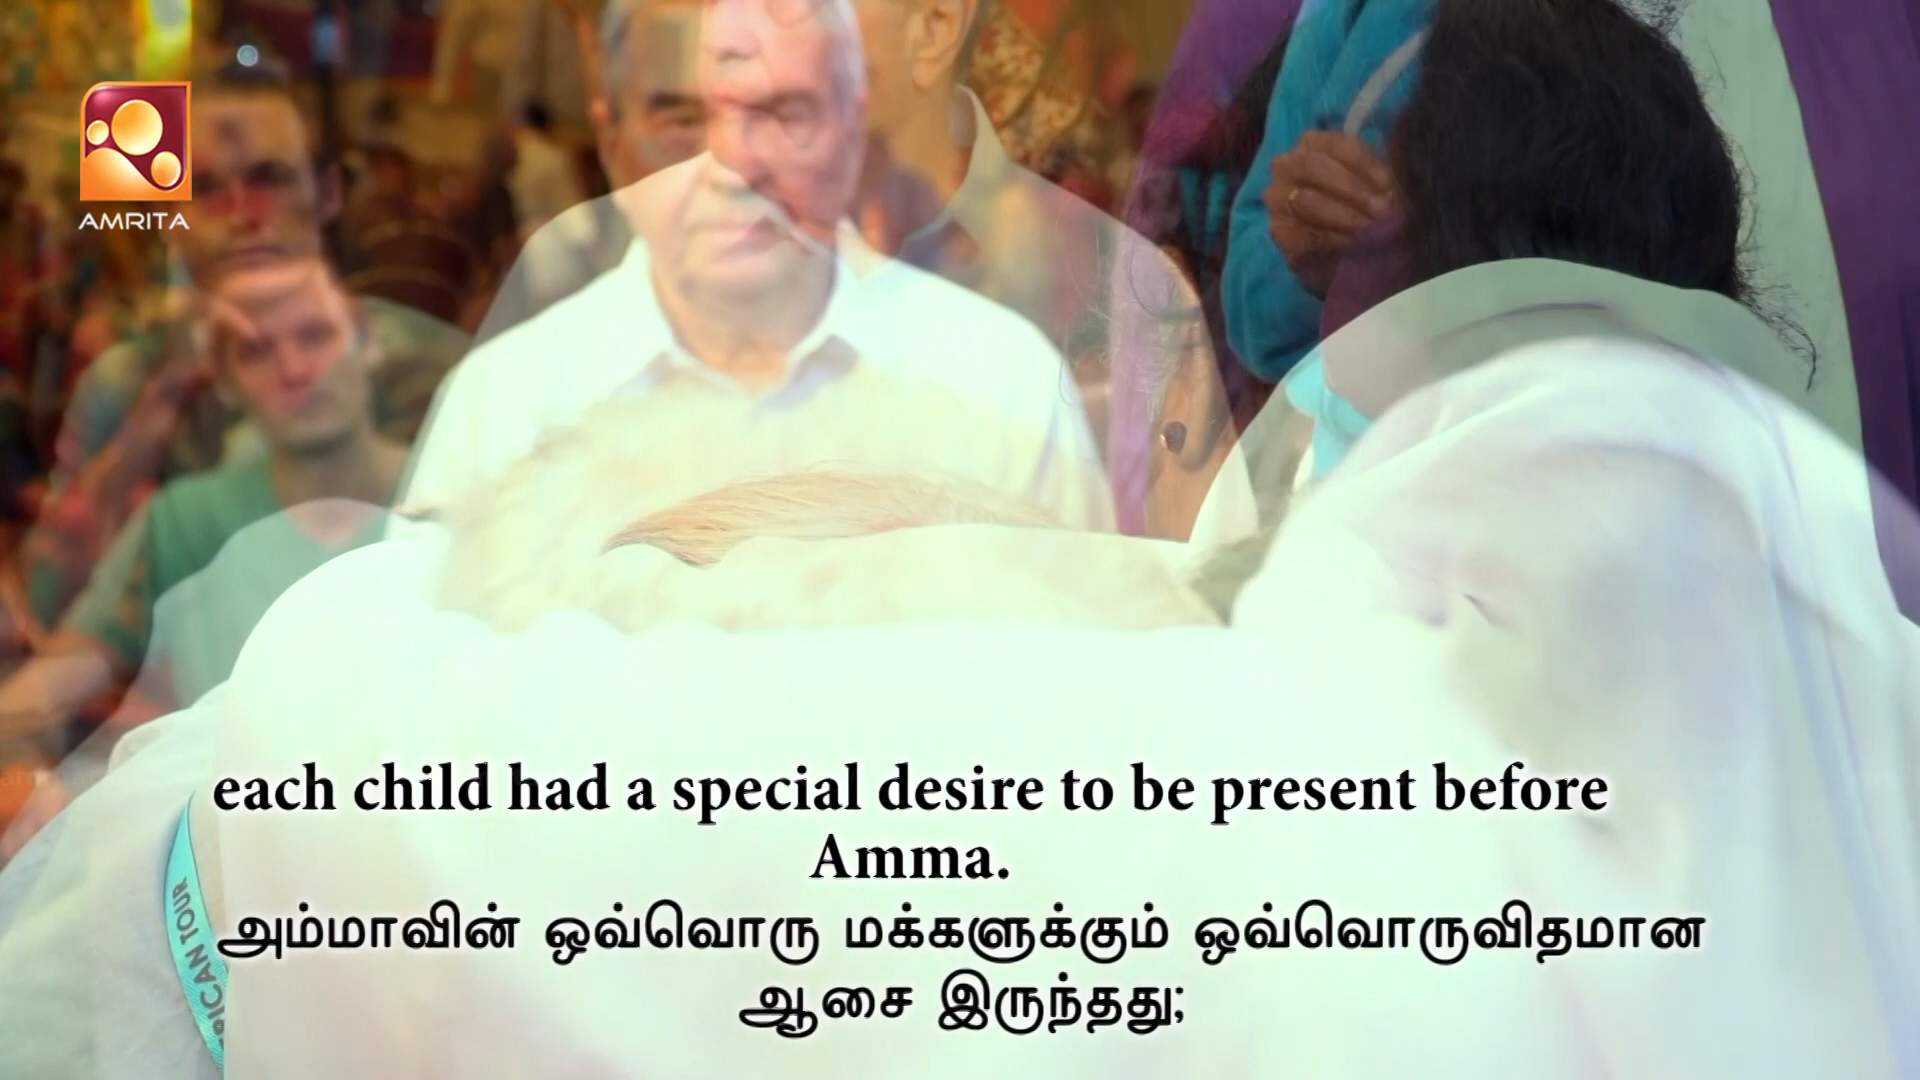 AMRITA
each child had a special desire to be present before
Amma.
அம்மாவின் ஒவ்வொரு மக்களுக்கும் ஒவ்வொருவிதமான
ஆசை இருந்தது;
TOUR